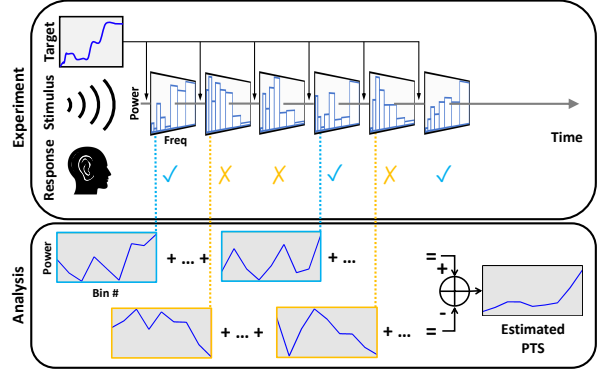 Experiment
Target
Stimulus
Response
Power
Freq
Time
✓ X X ✓ X ✓
Analysis
Power
Bin #
+ ... +
+ ...
=
+ ... +
+ ...
=
+
-
Estimated
PTS